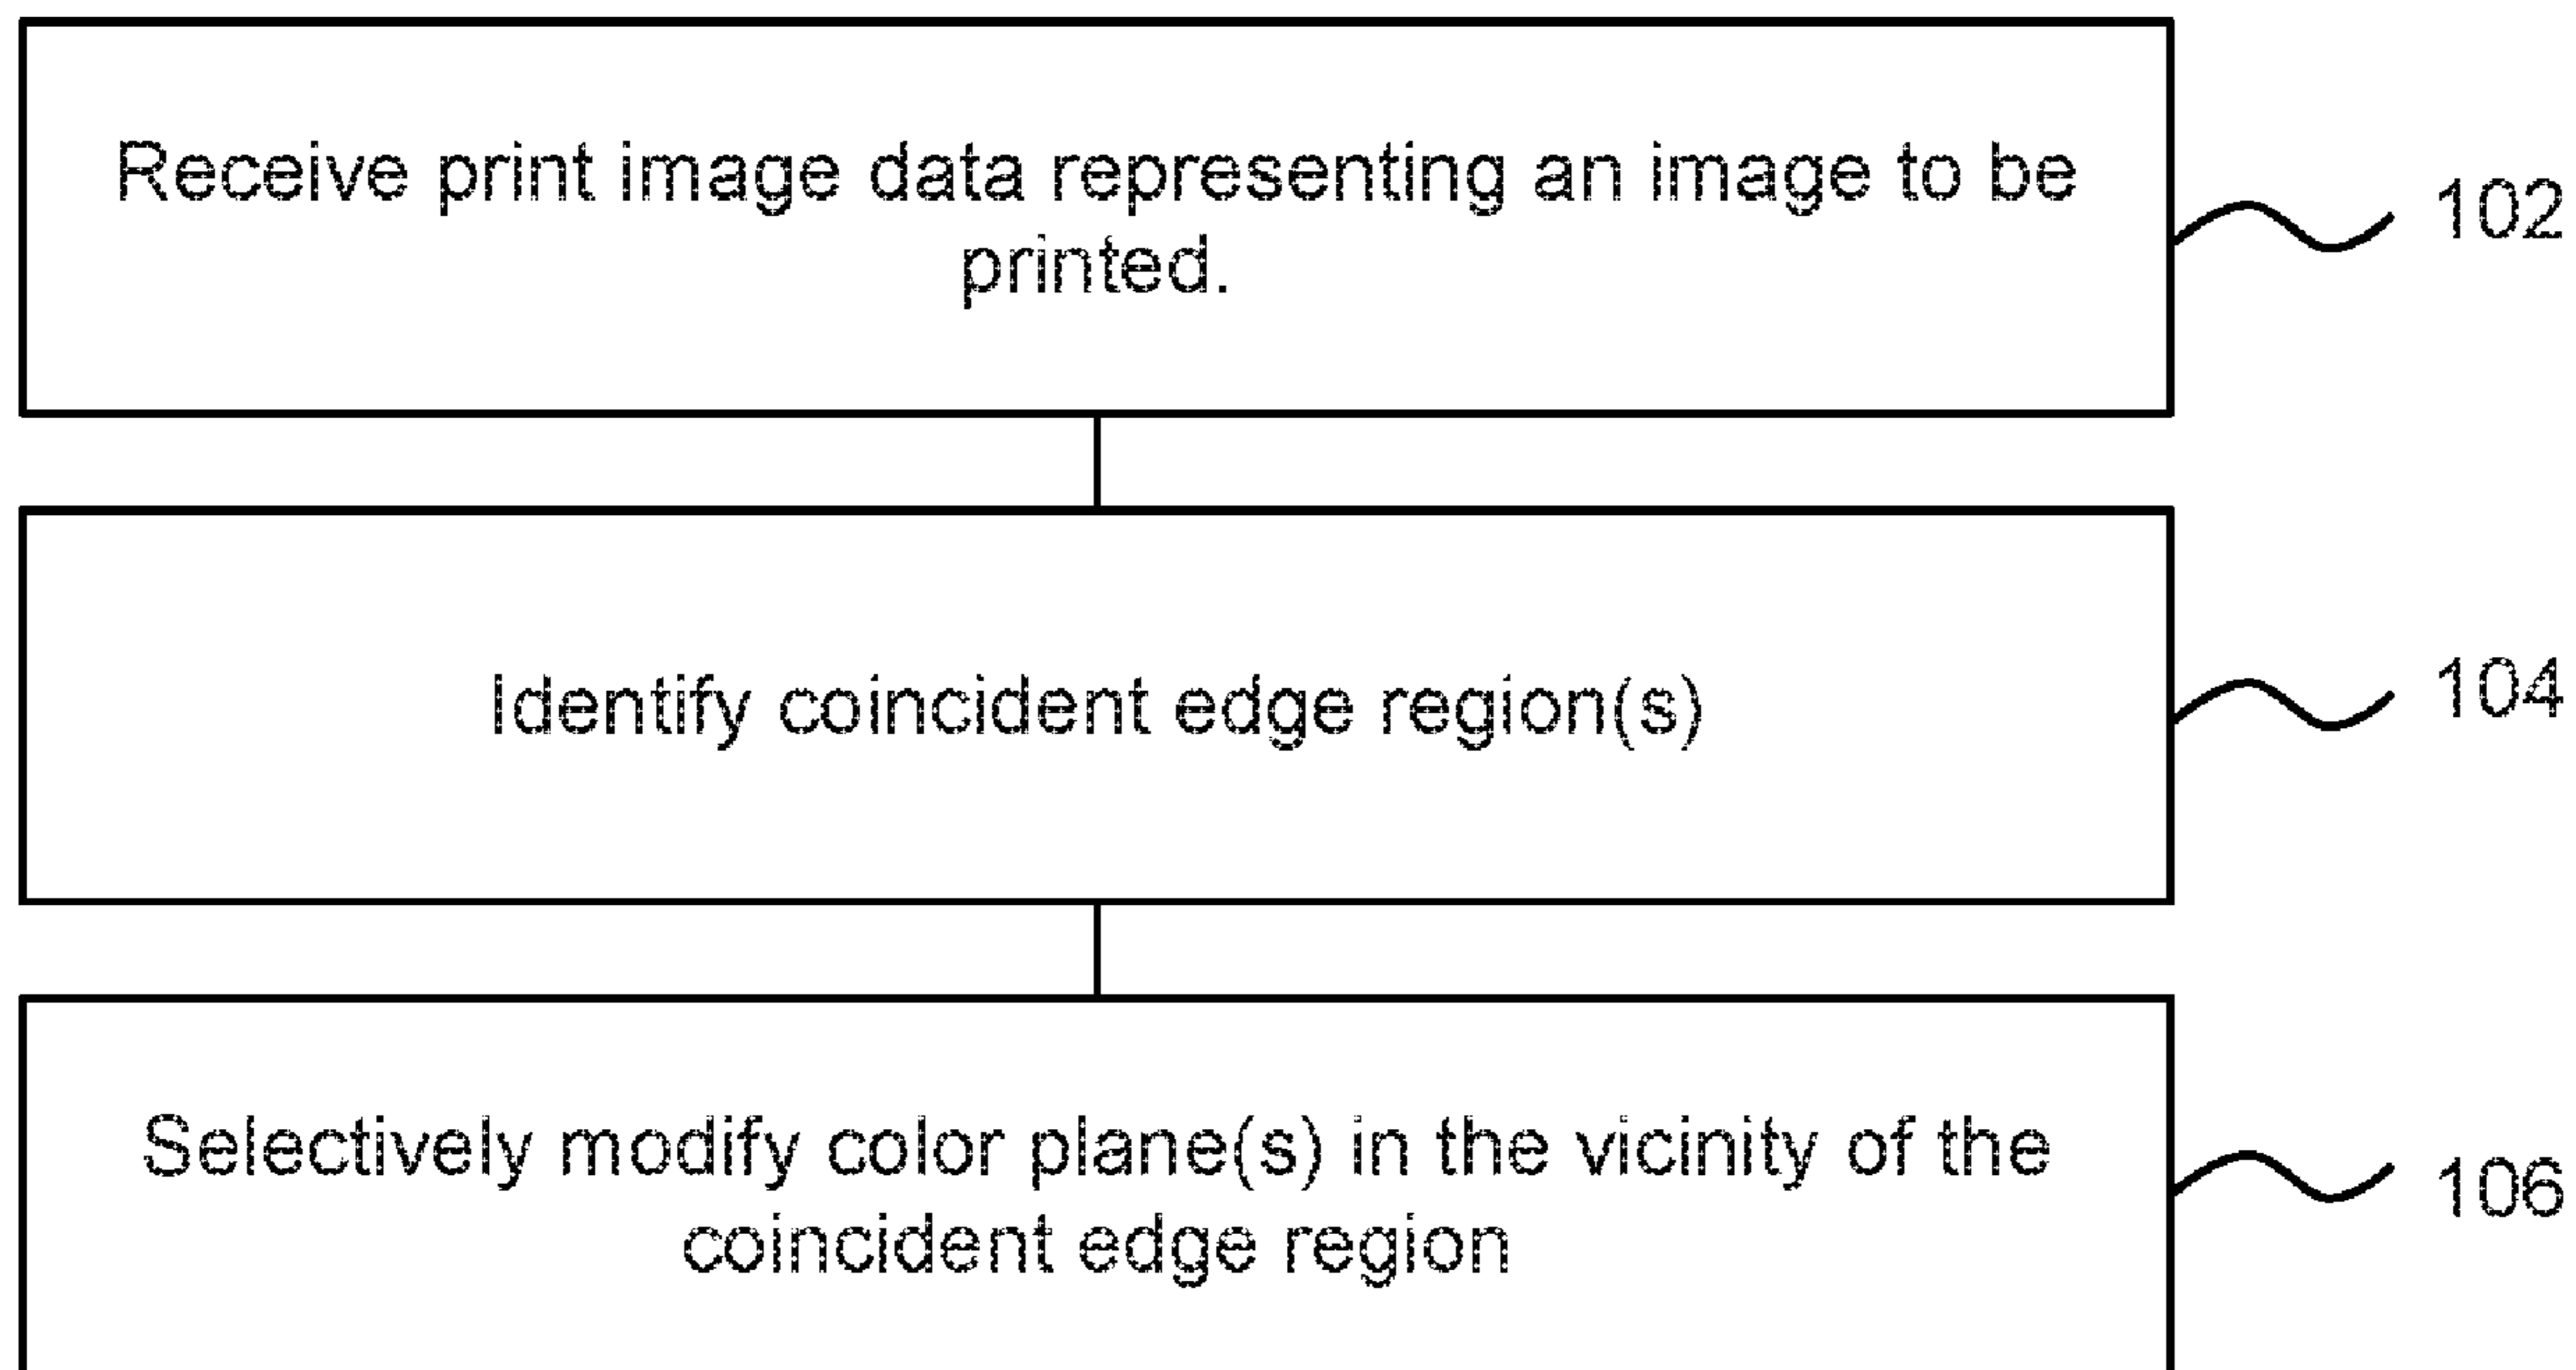 Receive print image data representing an image to be
printed.
102
Identify coincident edge region(s)
104
Selectively modify color plane(s) in the vicinity of the
coincident edge region
106